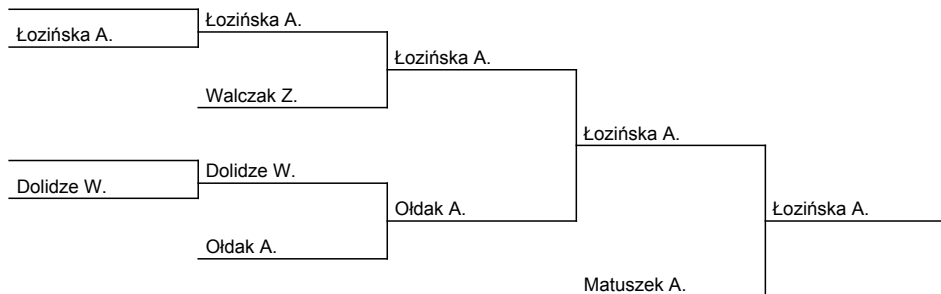 Łozińska A.
Łozińska A.
Łozińska A.
Walczak Z.
Łozińska A.
Dolidze W.
Dolidze W.
Ołdak A.
Łozińska A.
Ołdak A.
Matuszek A.